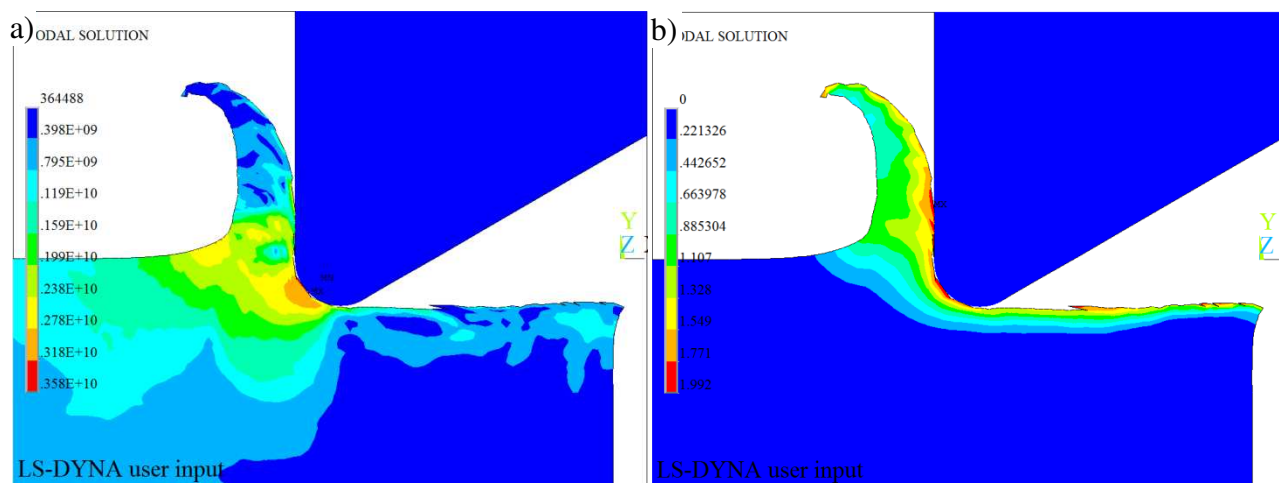 a)
ODAL SOLUTION
364488
.398E+09
.795E+09
.119E+10
.159E+10
.199E+10
.238E+10
.278E+10
.318E+10
.358E+10
Y
Z
LS-DYNA user input
b)
ODAL SOLUTION
0
.221326
.442652
.663978
.885304
1.107
1.328
1.549
1.771
1.992
Y
Z
LS-DYNA user input